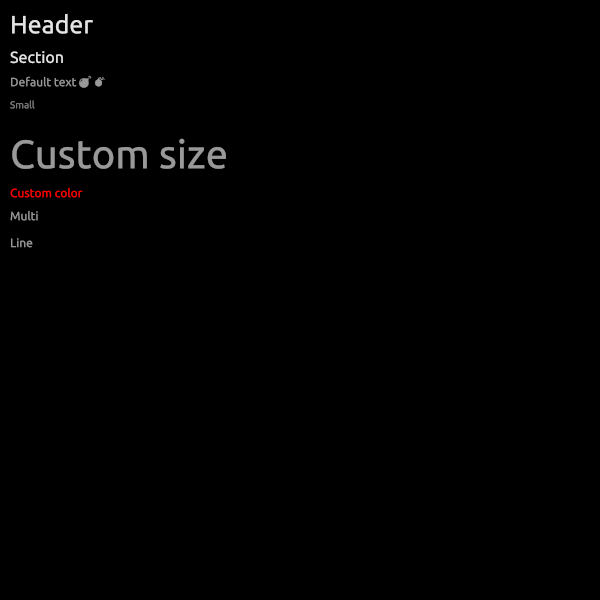 Header
Section
Default text 💣💣
Small
Custom size
Custom color
Multi
Line